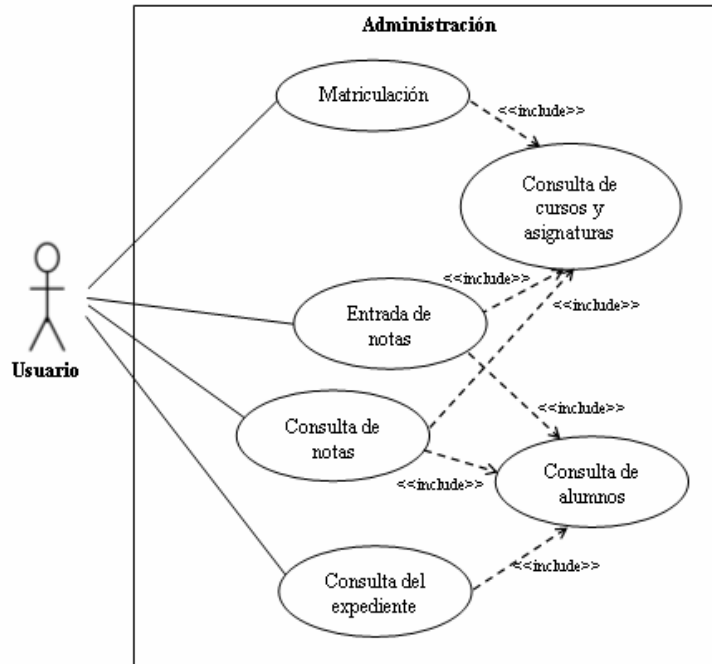 Administración
Matriculación
<<include>>
Consulta de
cursos y
asignaturas
<<include>>
<<include>>
Entrada de
notas
Usuario
<<include>>
Consulta de
notas
<<include>>
Consulta de
alumnos
<<include>>
Consulta del
expediente